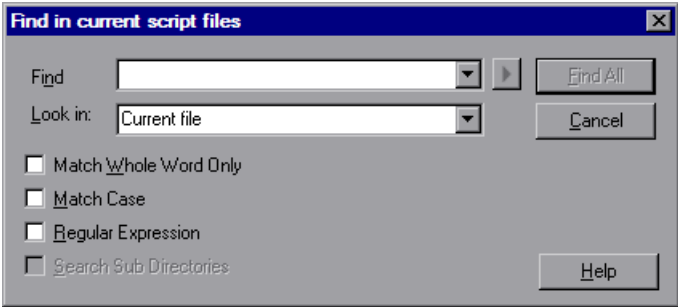 Find in current script files
Find
Find All
Look in:
Current file
Cancel
Match Whole Word Only
Match Case
Regular Expression
Search Sub Directories
Help